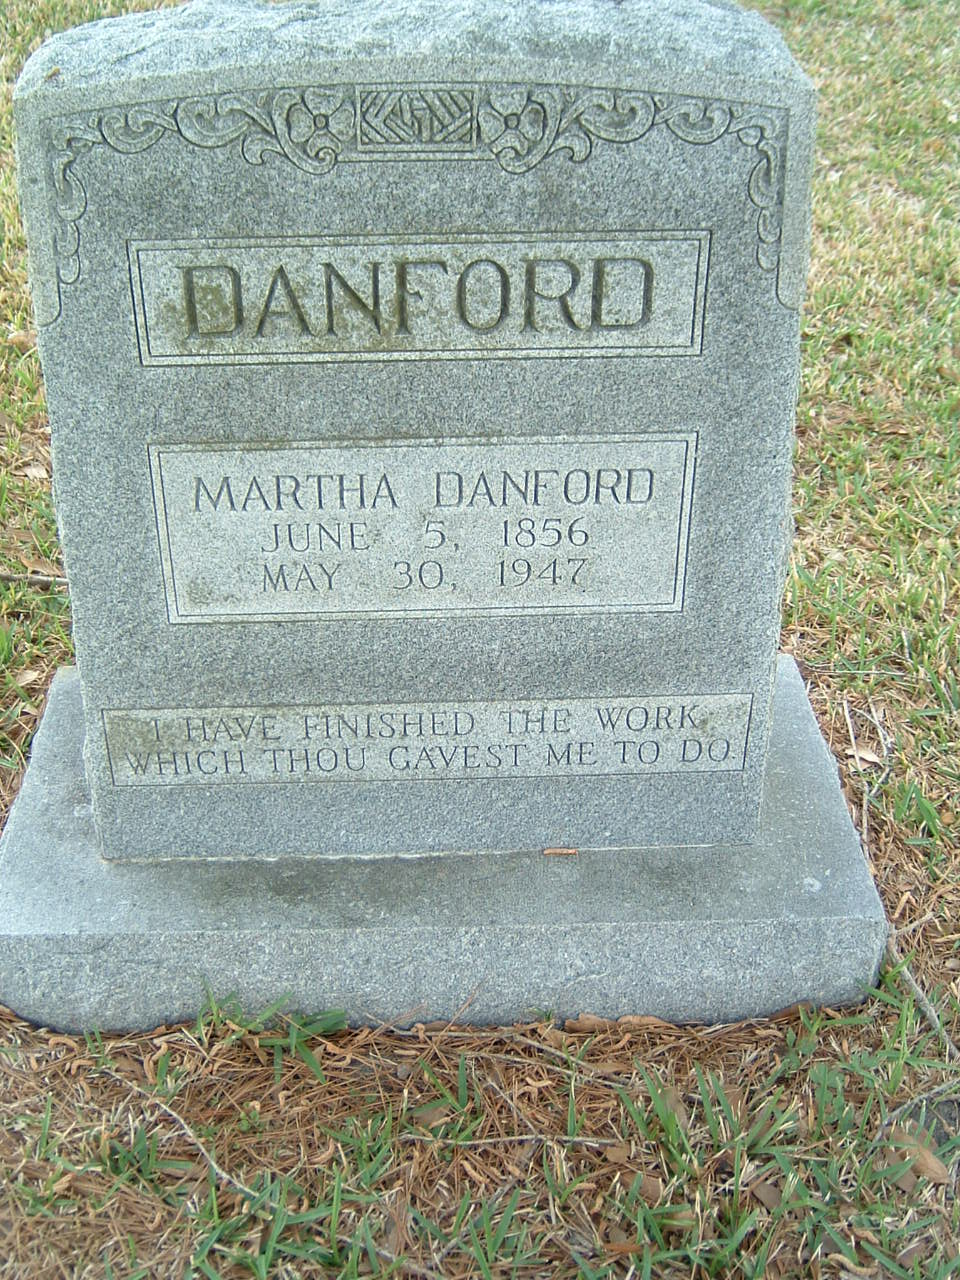 DANFORD
MARTHA DANFORD
JUNE 5, 1856
MAY 30, 1947
I HAVE FINISHED THE WORK
WHICH THOU GAVEST ME TO DO.